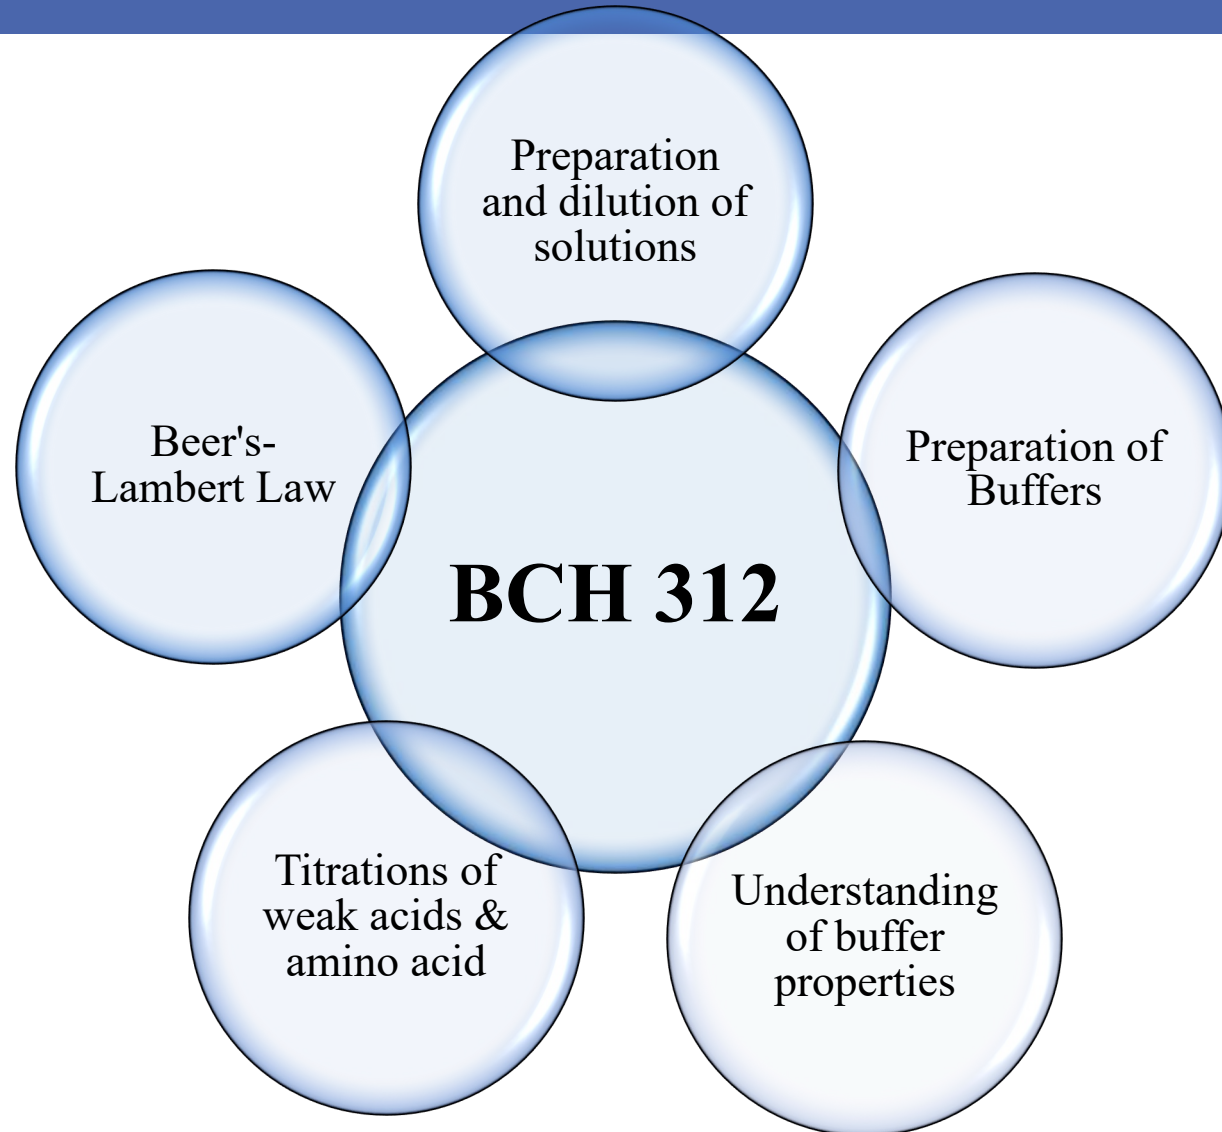 Preparation
and dilution of
solutions
Beer's-
Lambert Law
Preparation of
Buffers
BCH 312
Titrations of
weak acids &
amino acid
Understanding
of buffer
properties